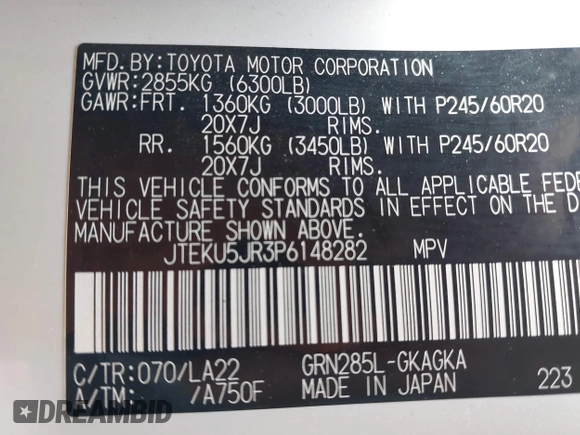 MFD.BY:TOYOTA MOTOR CORPORATION
GVWR:2855KG (6300LB)
GAWR:FRT. 1360KG (3000LB) WITH P245/60R20
20X7J RIMS.
RR. 1560KG (3450LB) WITH P245/60R20
20X7J RIMS.
THIS VEHICLE CONFORMS TO ALL APPLICABLE FEDE
VEHICLE SAFETY STANDARDS IN EFFECT ON THE D
MANUFACTURE SHOWN ABOVE.
JTEKU5JR3P6148282 MPV
C/TR:070/LA22 GRN285L-GKAGKA
A/TM: /A750F MADE IN JAPAN 223
AUTOBIDMASTER